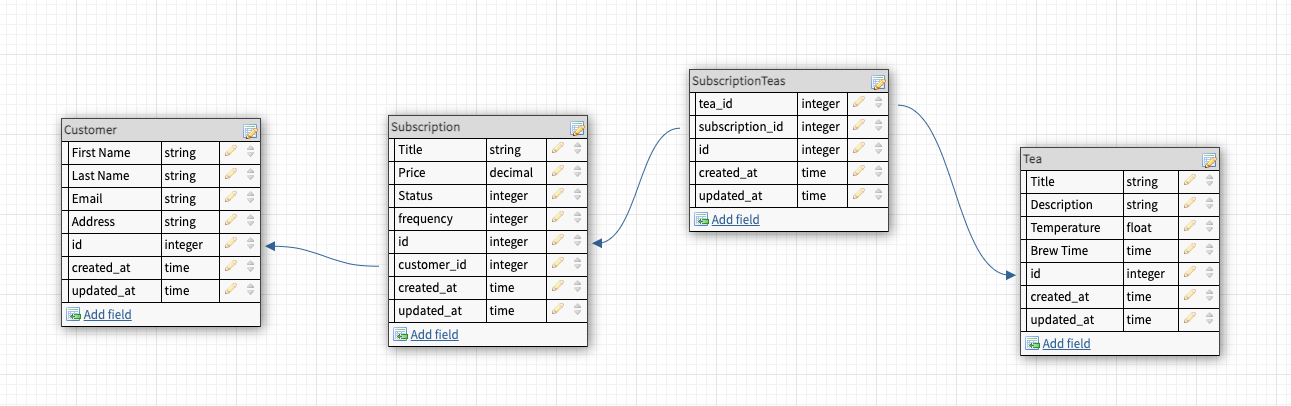 Customer
First Name string
Last Name string
Email string
Address string
id integer
created_at time
updated_at time
Add field
Subscription
Title string
Price decimal
Status integer
frequency integer
id integer
customer_id integer
created_at time
updated_at time
Add field
SubscriptionTeas
tea_id integer
subscription_id integer
id integer
created_at time
updated_at time
Add field
Tea
Title string
Description string
Temperature float
Brew Time time
id integer
created_at time
updated_at time
Add field